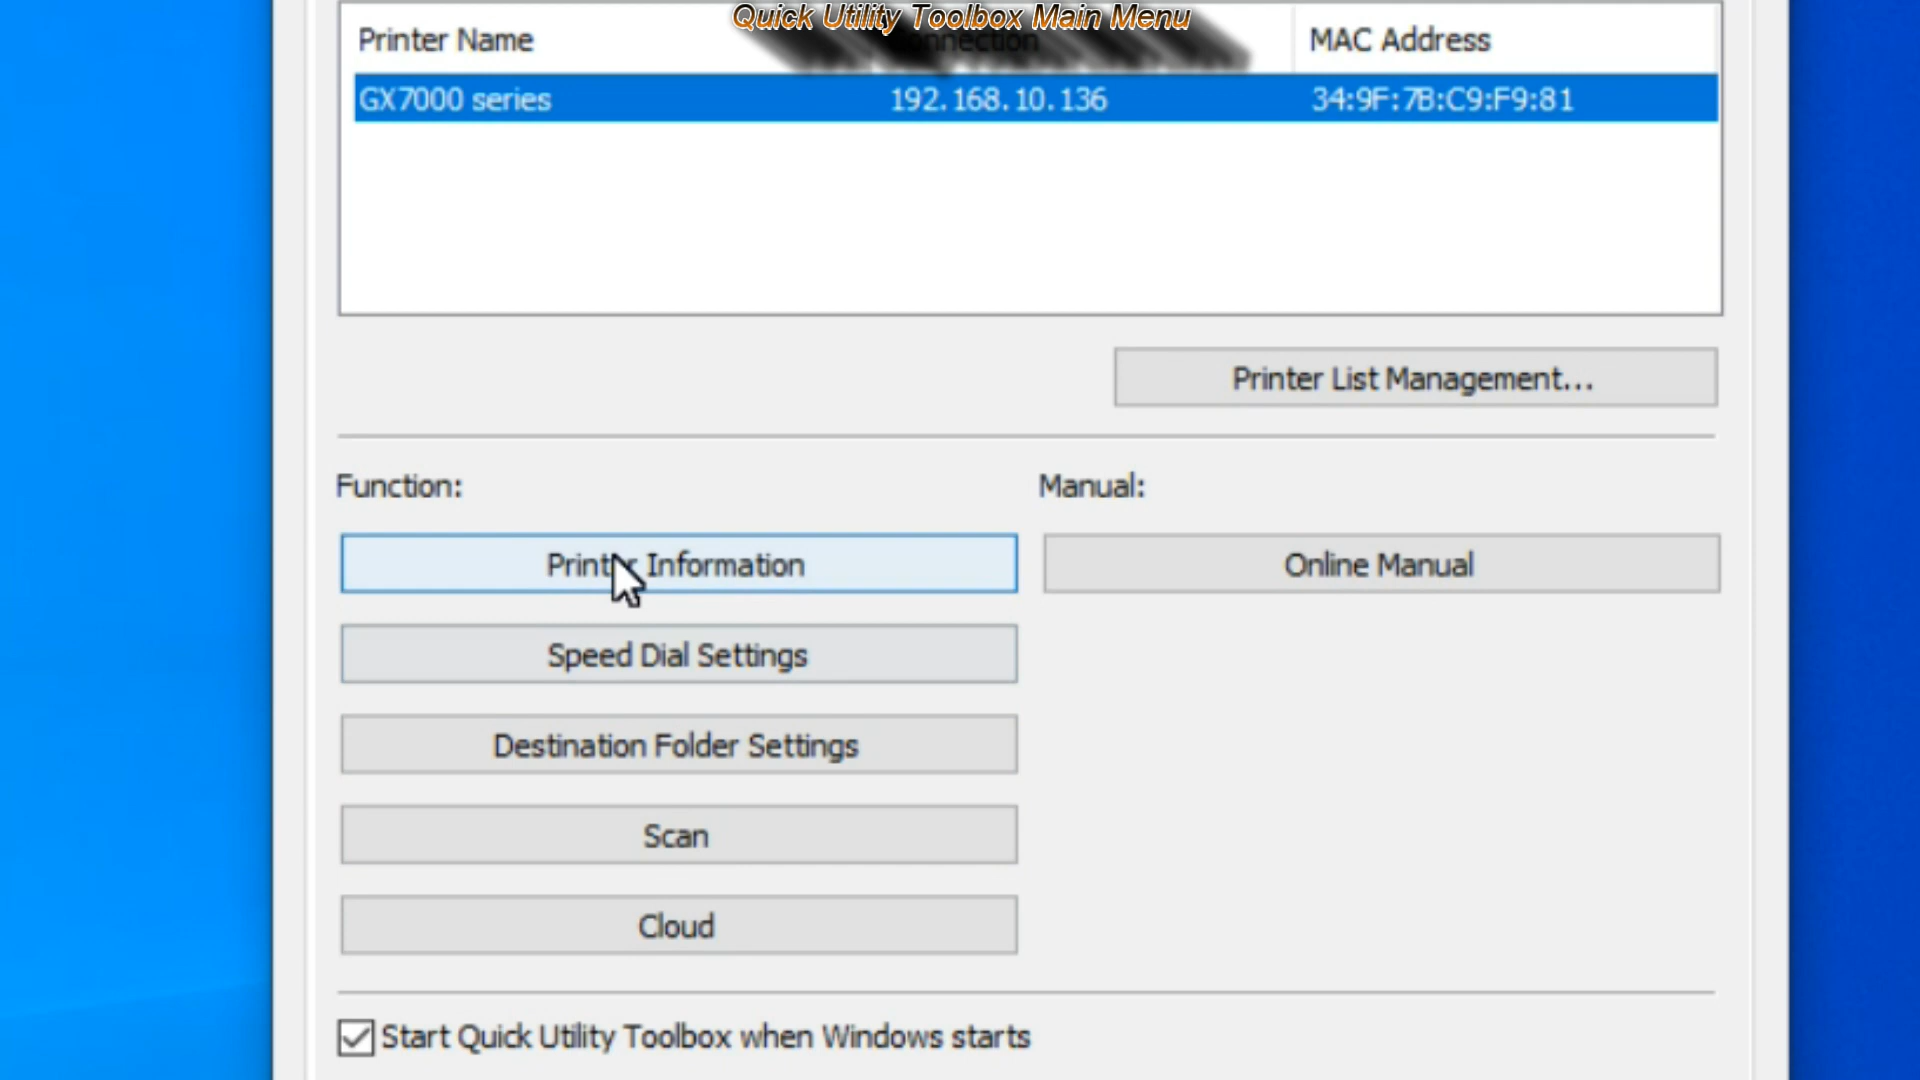 Quick Utility Toolbox Main Menu
Printer Name Connection MAC Address
GX7000 series 192.168.10.136 34:9F:7B:C9:F9:81
Printer List Management...
Function: Manual:
Printer Information Online Manual
Speed Dial Settings
Destination Folder Settings
Scan
Cloud
Start Quick Utility Toolbox when Windows starts